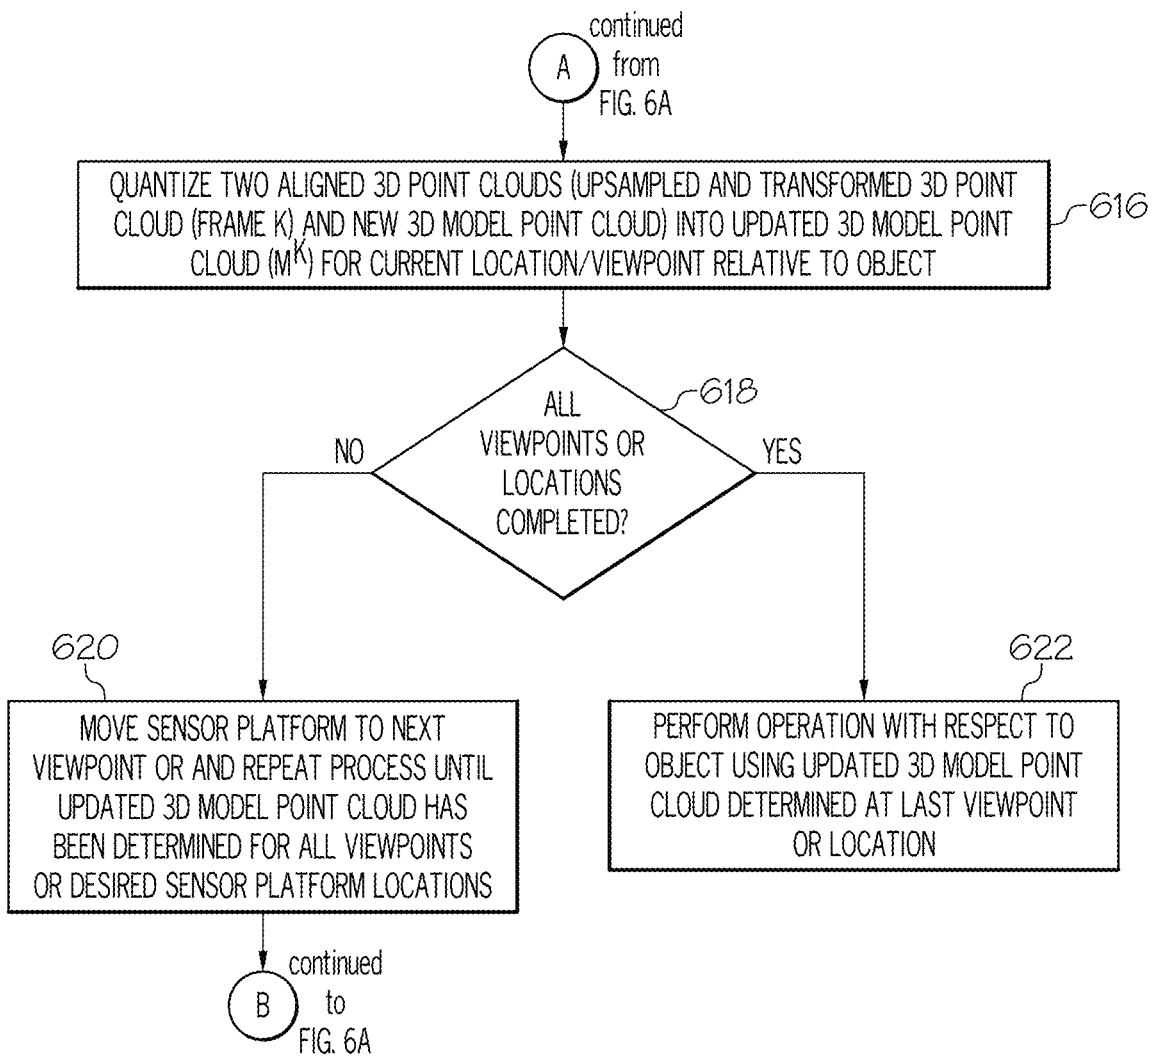 A
continued
from
FIG. 6A
QUANTIZE TWO ALIGNED 3D POINT CLOUDS (UPSAMPLED AND TRANSFORMED 3D POINT
CLOUD (FRAME K) AND NEW 3D MODEL POINT CLOUD) INTO UPDATED 3D MODEL POINT
CLOUD (M^K) FOR CURRENT LOCATION/VIEWPOINT RELATIVE TO OBJECT
616
ALL
VIEWPOINTS OR
LOCATIONS
COMPLETED?
618
NO
YES
620
MOVE SENSOR PLATFORM TO NEXT
VIEWPOINT OR AND REPEAT PROCESS UNTIL
UPDATED 3D MODEL POINT CLOUD HAS
BEEN DETERMINED FOR ALL VIEWPOINTS
OR DESIRED SENSOR PLATFORM LOCATIONS
622
PERFORM OPERATION WITH RESPECT TO
OBJECT USING UPDATED 3D MODEL POINT
CLOUD DETERMINED AT LAST VIEWPOINT
OR LOCATION
B
continued
to
FIG. 6A